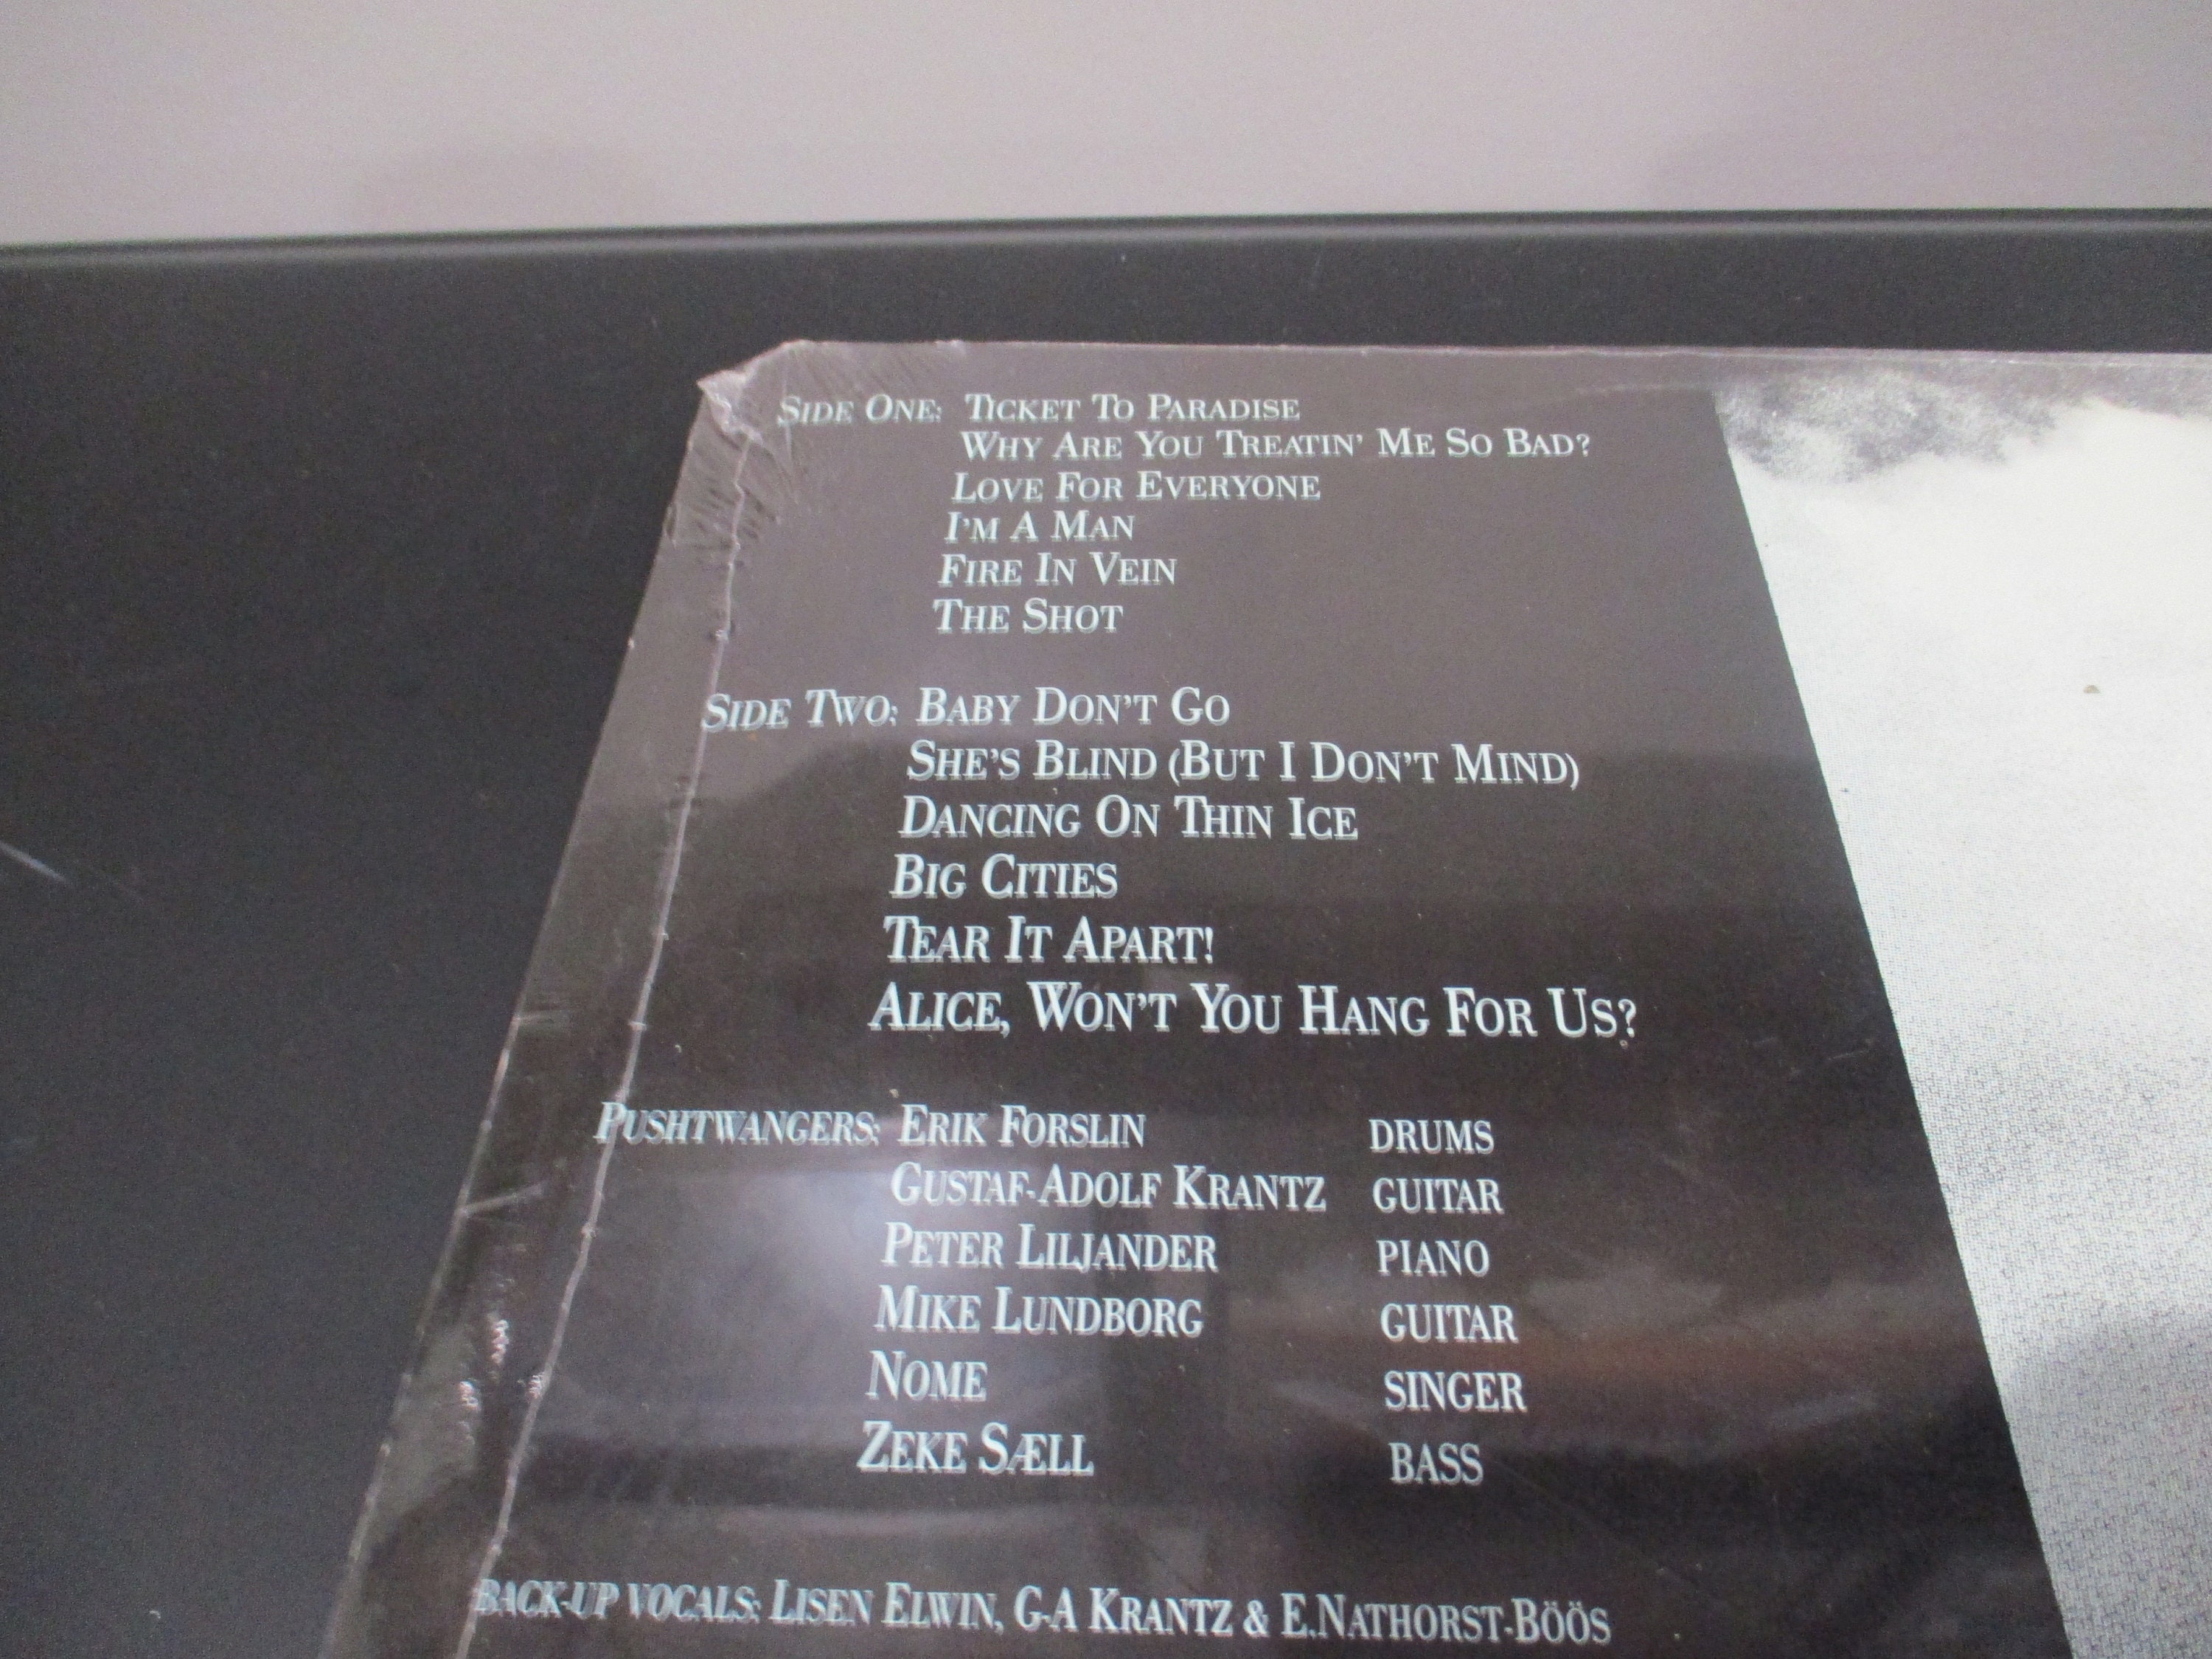 SIDE ONE: TICKET TO PARADISE
WHY ARE YOU TREATIN' ME SO BAD?
LOVE FOR EVERYONE
I'M A MAN
FIRE IN VEIN
THE SHOT
SIDE TWO: BABY DON'T GO
SHE'S BLIND (BUT I DON'T MIND)
DANCING ON THIN ICE
BIG CITIES
TEAR IT APART!
ALICE, WON'T YOU HANG FOR US?
PUSHTWANGERS: ERIK FORSLIN DRUMS
GUSTAF-ADOLF KRANTZ GUITAR
PETER LILJANDER PIANO
MIKE LUNDBORG GUITAR
NOME SINGER
ZEKE SÆLL BASS
BACK-UP VOCALS: LISEN ELWIN, G-A KRANTZ & E.NATHORST-BÖÖS